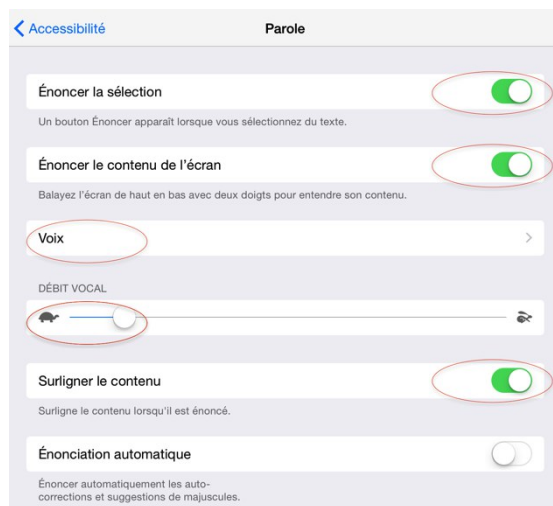 Accessibilité
Parole
Énoncer la sélection
Un bouton Énoncer apparaît lorsque vous sélectionnez du texte.
Énoncer le contenu de l'écran
Balayez l'écran de haut en bas avec deux doigts pour entendre son contenu.
Voix
DÉBIT VOCAL
Surligner le contenu
Surligne le contenu lorsqu'il est énoncé.
Énonciation automatique
Énoncer automatiquement les auto-
corrections et suggestions de majuscules.